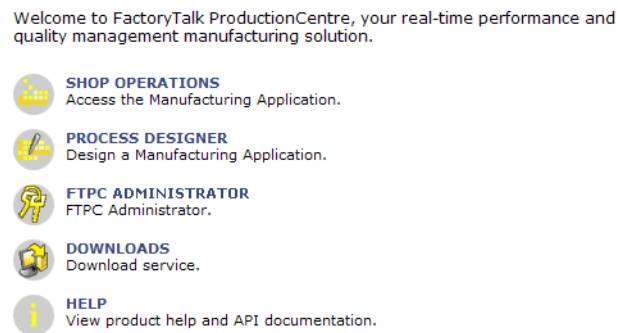 Welcome to FactoryTalk ProductionCentre, your real-time performance and
quality management manufacturing solution.
SHOP OPERATIONS
Access the Manufacturing Application.
PROCESS DESIGNER
Design a Manufacturing Application.
FTPC ADMINISTRATOR
FTPC Administrator.
DOWNLOADS
Download service.
HELP
View product help and API documentation.